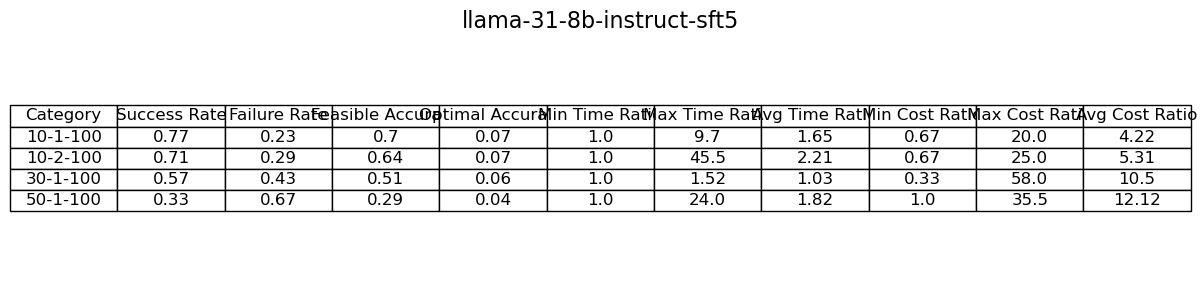 llama-31-8b-instruct-sft5
Category Success Rate Failure Rate Feasible Accura Optimal Accura Min Time Rati Max Time Rati Avg Time Rati Min Cost Rati Max Cost Rati Avg Cost Ratio
10-1-100 0.77 0.23 0.7 0.07 1.0 9.7 1.65 0.67 20.0 4.22
10-2-100 0.71 0.29 0.64 0.07 1.0 45.5 2.21 0.67 25.0 5.31
30-1-100 0.57 0.43 0.51 0.06 1.0 1.52 1.03 0.33 58.0 10.5
50-1-100 0.33 0.67 0.29 0.04 1.0 24.0 1.82 1.0 35.5 12.12